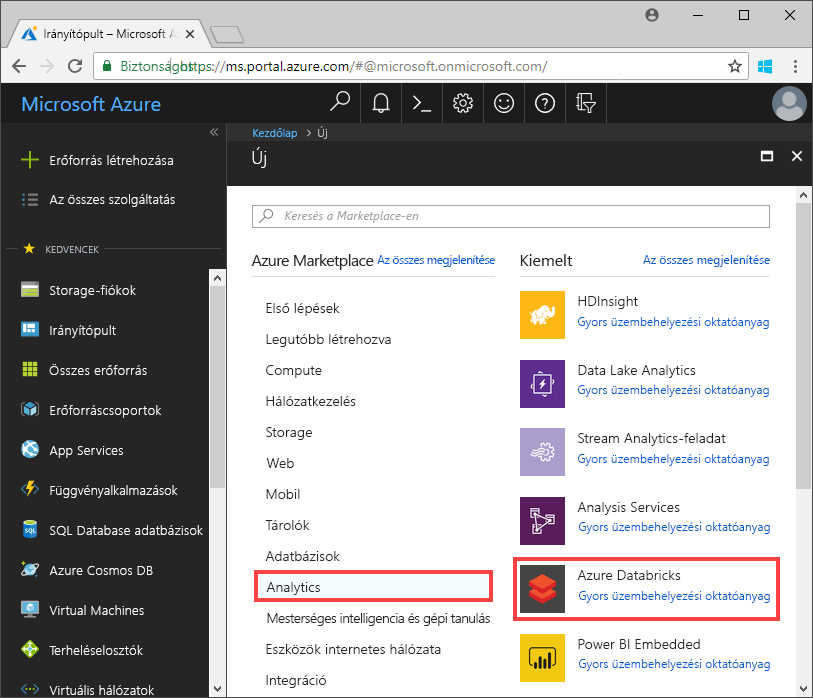 Irányítópult – Microsoft A
Biztonságos https://ms.portal.azure.com/#@microsoft.onmicrosoft.com/
Microsoft Azure
Erőforrás létrehozása
Az összes szolgáltatás
KEDVENCEK
Storage-fiókok
Irányítópult
Összes erőforrás
Erőforráscsoportok
App Services
Függvényalkalmazások
SQL Database adatbázisok
Azure Cosmos DB
Virtual Machines
Terheléselosztók
Virtuális hálózatok
Kezdőlap > Új
Új
Keresés a Marketplace-en
Azure Marketplace Az összes megjelenítése
Első lépések
Legutóbb létrehozva
Compute
Hálózatkezelés
Storage
Web
Mobil
Tárolók
Adatbázisok
Analytics
Mesterséges intelligencia és gépi tanulás
Eszközök internetes hálózata
Integráció
Kiemelt Az összes megjelenítése
HDInsight
Gyors üzembehelyezési oktatóanyag
Data Lake Analytics
Gyors üzembehelyezési oktatóanyag
Stream Analytics-feladat
Gyors üzembehelyezési oktatóanyag
Analysis Services
Gyors üzembehelyezési oktatóanyag
Azure Databricks
Gyors üzembehelyezési oktatóanyag
Power BI Embedded
Gyors üzembehelyezési oktatóanyag